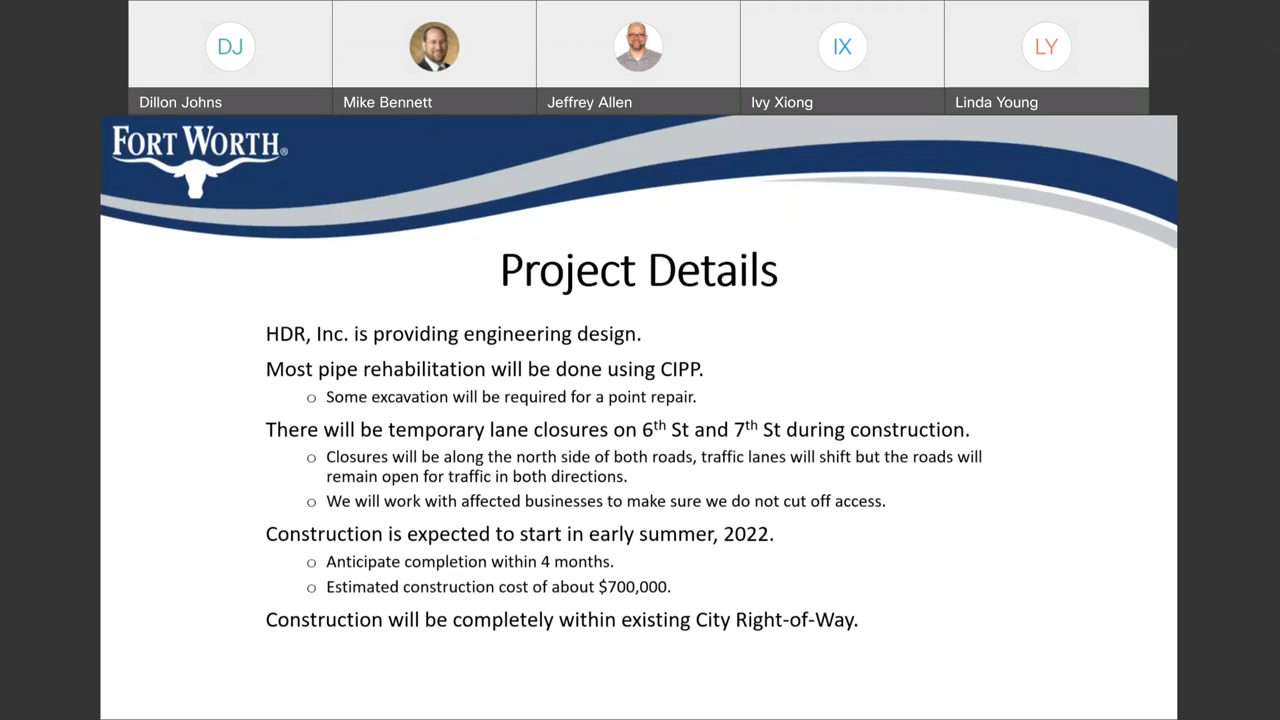 DJ
IX
LY
Dillon Johns
Mike Bennett
Jeffrey Allen
Ivy Xiong
Linda Young
FORT WORTH®
Project Details
HDR, Inc. is providing engineering design.
Most pipe rehabilitation will be done using CIPP.
o Some excavation will be required for a point repair.
There will be temporary lane closures on 6th St and 7th St during construction.
o Closures will be along the north side of both roads, traffic lanes will shift but the roads will
remain open for traffic in both directions.
o We will work with affected businesses to make sure we do not cut off access.
Construction is expected to start in early summer, 2022.
o Anticipate completion within 4 months.
o Estimated construction cost of about $700,000.
Construction will be completely within existing City Right-of-Way.